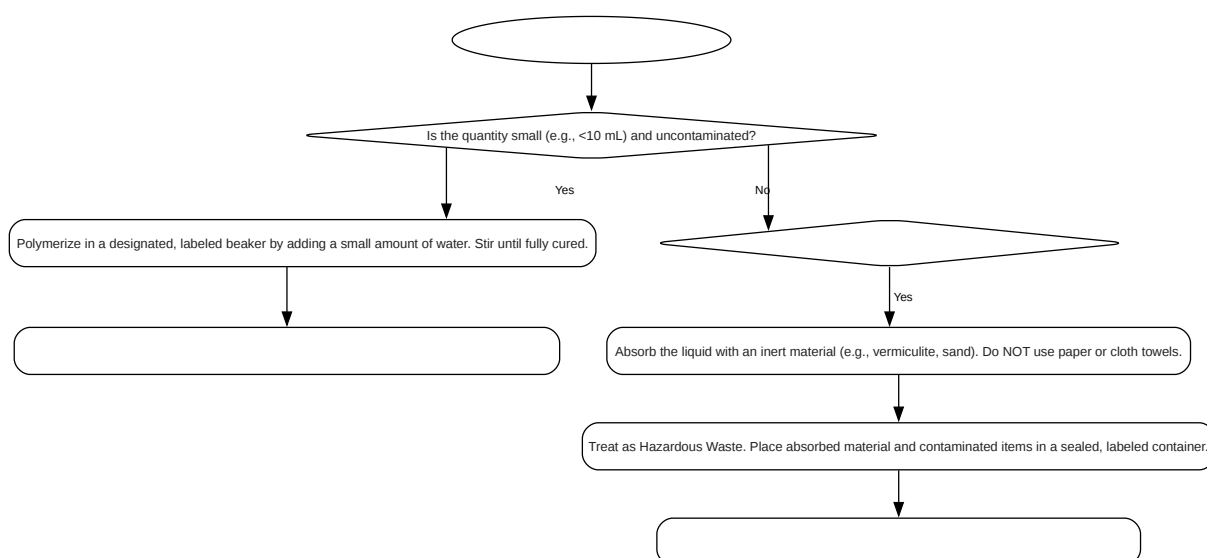 Is the quantity small (e.g., <10 mL) and uncontaminated?
Yes
No
Polymerize in a designated, labeled beaker by adding a small amount of water. Stir until fully cured.
Yes
Absorb the liquid with an inert material (e.g., vermiculite, sand). Do NOT use paper or cloth towels.
Treat as Hazardous Waste. Place absorbed material and contaminated items in a sealed, labeled container.